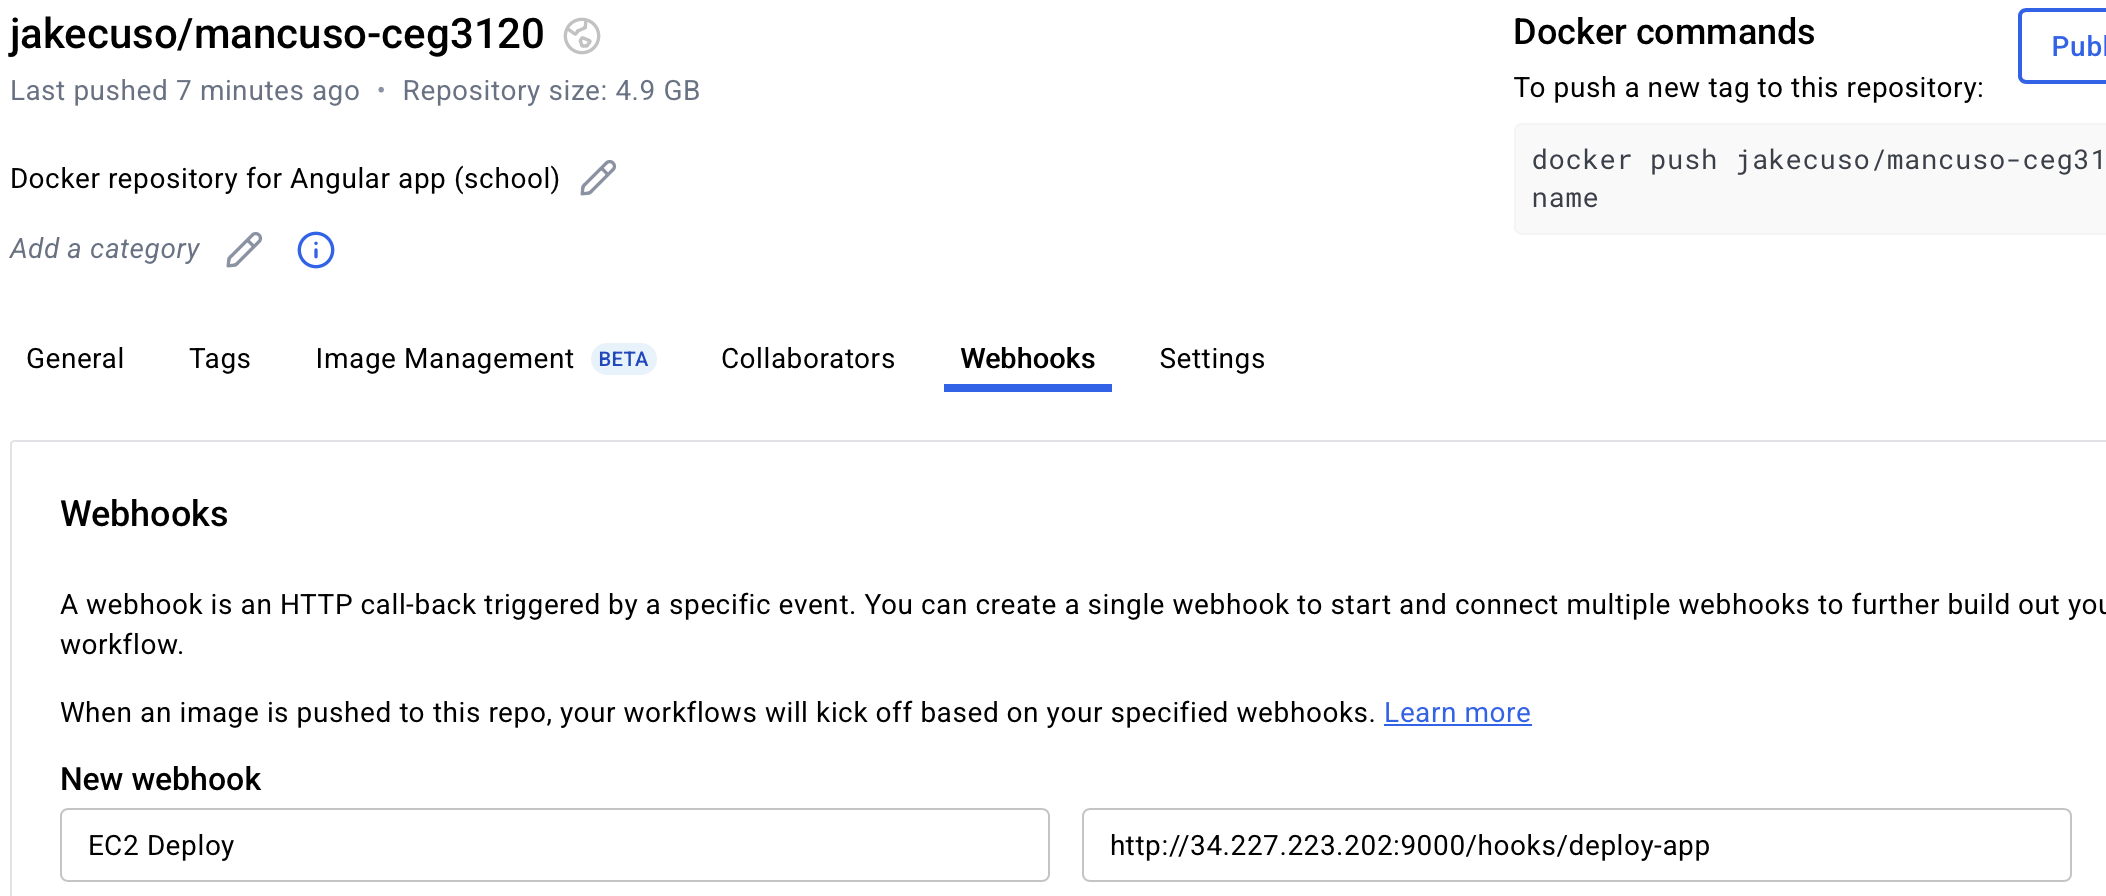 jakecuso/mancuso-ceg3120
Last pushed 7 minutes ago • Repository size: 4.9 GB
Docker repository for Angular app (school)
Add a category
Docker commands
To push a new tag to this repository:
docker push jakecuso/mancuso-ceg31
name
Publ
General Tags Image Management BETA Collaborators Webhooks Settings
Webhooks
A webhook is an HTTP call-back triggered by a specific event. You can create a single webhook to start and connect multiple webhooks to further build out you
workflow.
When an image is pushed to this repo, your workflows will kick off based on your specified webhooks. Learn more
New webhook
EC2 Deploy
http://34.227.223.202:9000/hooks/deploy-app